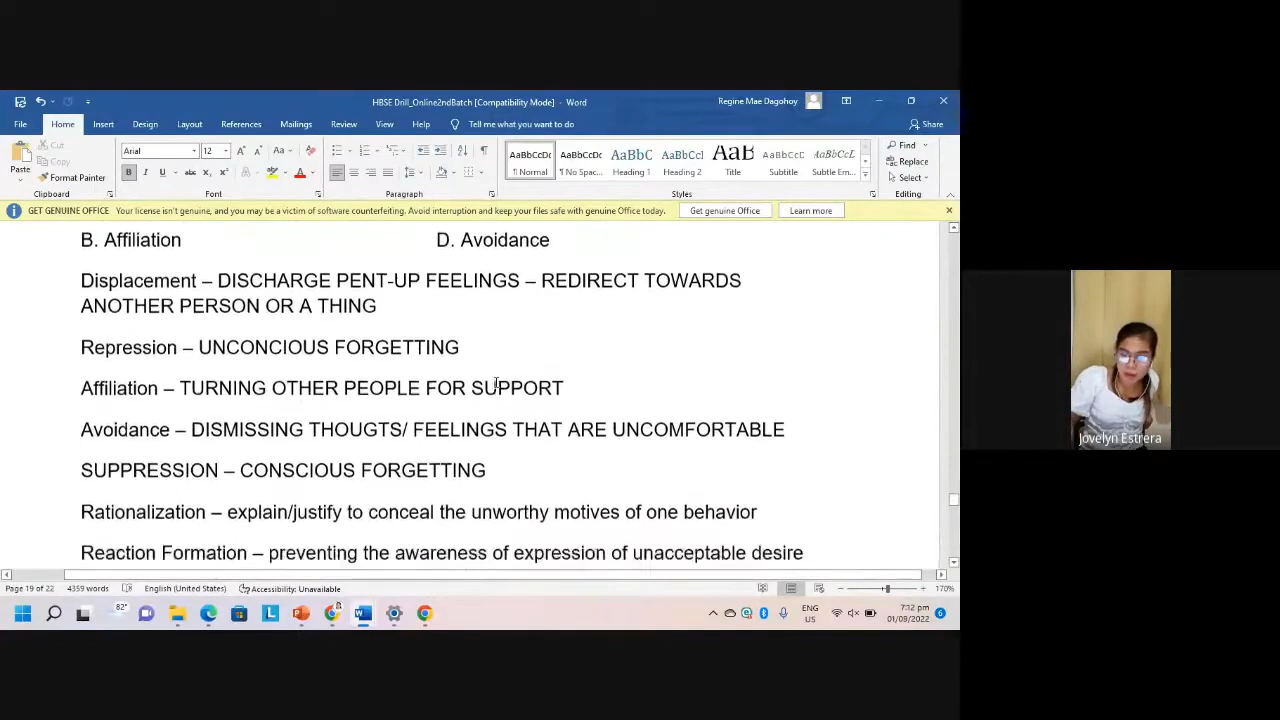 HBSE Drill_Online2ndBatch [Compatibility Mode] - Word
Regine Mae Dagohoy
File Home Insert Design Layout References Mailings Review View Help Tell me what you want to do Share
Paste
Cut
Copy
Format Painter
Clipboard
Arial 12
Font
Paragraph
AaBbCcDc AaBbCcDc AaBbC AaBbCcl AaB AaBbCcD AaBbCcL
¶ Normal ¶ No Spac... Heading 1 Heading 2 Title Subtitle Subtle Em...
Styles
Find
Replace
Select
Editing
GET GENUINE OFFICE Your license isn't genuine, and you may be a victim of software counterfeiting. Avoid interruption and keep your files safe with genuine Office today. Get genuine Office Learn more
B. Affiliation D. Avoidance
Displacement – DISCHARGE PENT-UP FEELINGS – REDIRECT TOWARDS
ANOTHER PERSON OR A THING
Repression – UNCONCIOUS FORGETTING
Affiliation – TURNING OTHER PEOPLE FOR SUPPORT
Avoidance – DISMISSING THOUGTS/ FEELINGS THAT ARE UNCOMFORTABLE
SUPPRESSION – CONSCIOUS FORGETTING
Rationalization – explain/justify to conceal the unworthy motives of one behavior
Reaction Formation – preventing the awareness of expression of unacceptable desire
Page 19 of 22 4359 words English (United States) Accessibility: Unavailable 170%
82°
ENG
US
7:12 pm
01/09/2022
6
Jovelyn Estrera